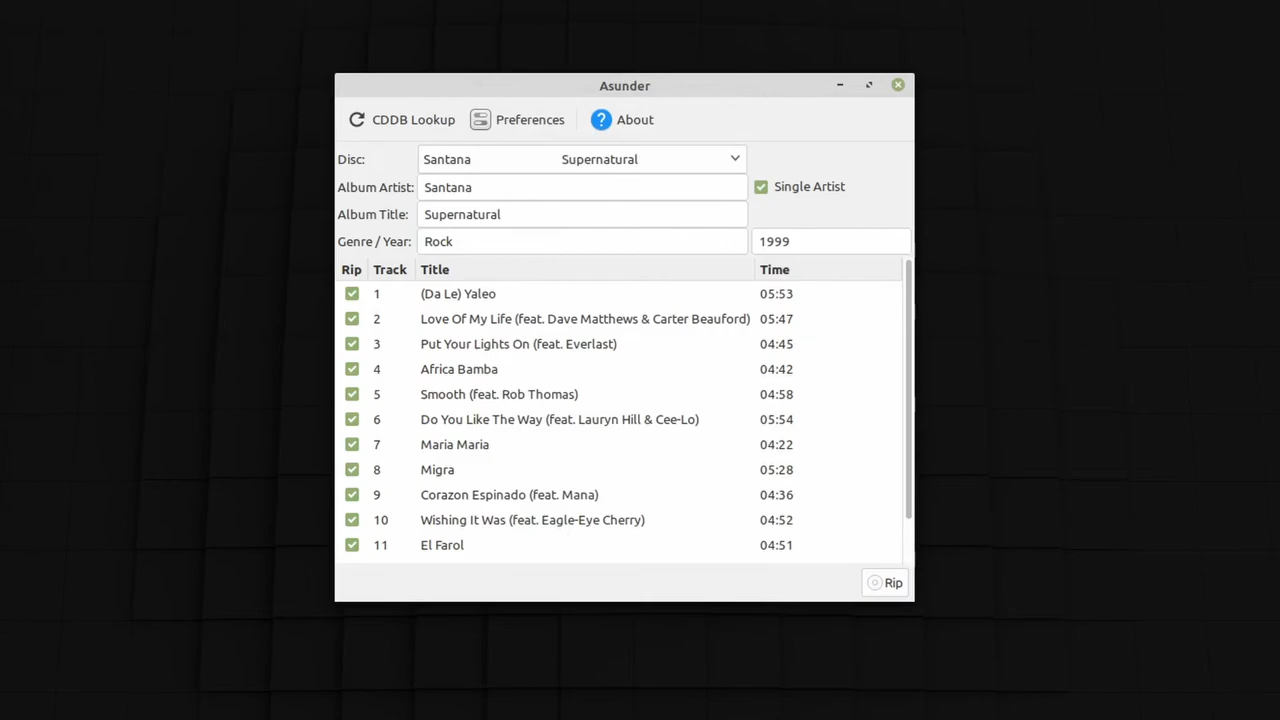 Asunder
CDDB Lookup Preferences ? About
Disc: Santana Supernatural
Album Artist: Santana Single Artist
Album Title: Supernatural
Genre / Year: Rock 1999
Rip Track Title Time
1 (Da Le) Yaleo 05:53
2 Love Of My Life (feat. Dave Matthews & Carter Beauford) 05:47
3 Put Your Lights On (feat. Everlast) 04:45
4 Africa Bamba 04:42
5 Smooth (feat. Rob Thomas) 04:58
6 Do You Like The Way (feat. Lauryn Hill & Cee-Lo) 05:54
7 Maria Maria 04:22
8 Migra 05:28
9 Corazon Espinado (feat. Mana) 04:36
10 Wishing It Was (feat. Eagle-Eye Cherry) 04:52
11 El Farol 04:51
Rip